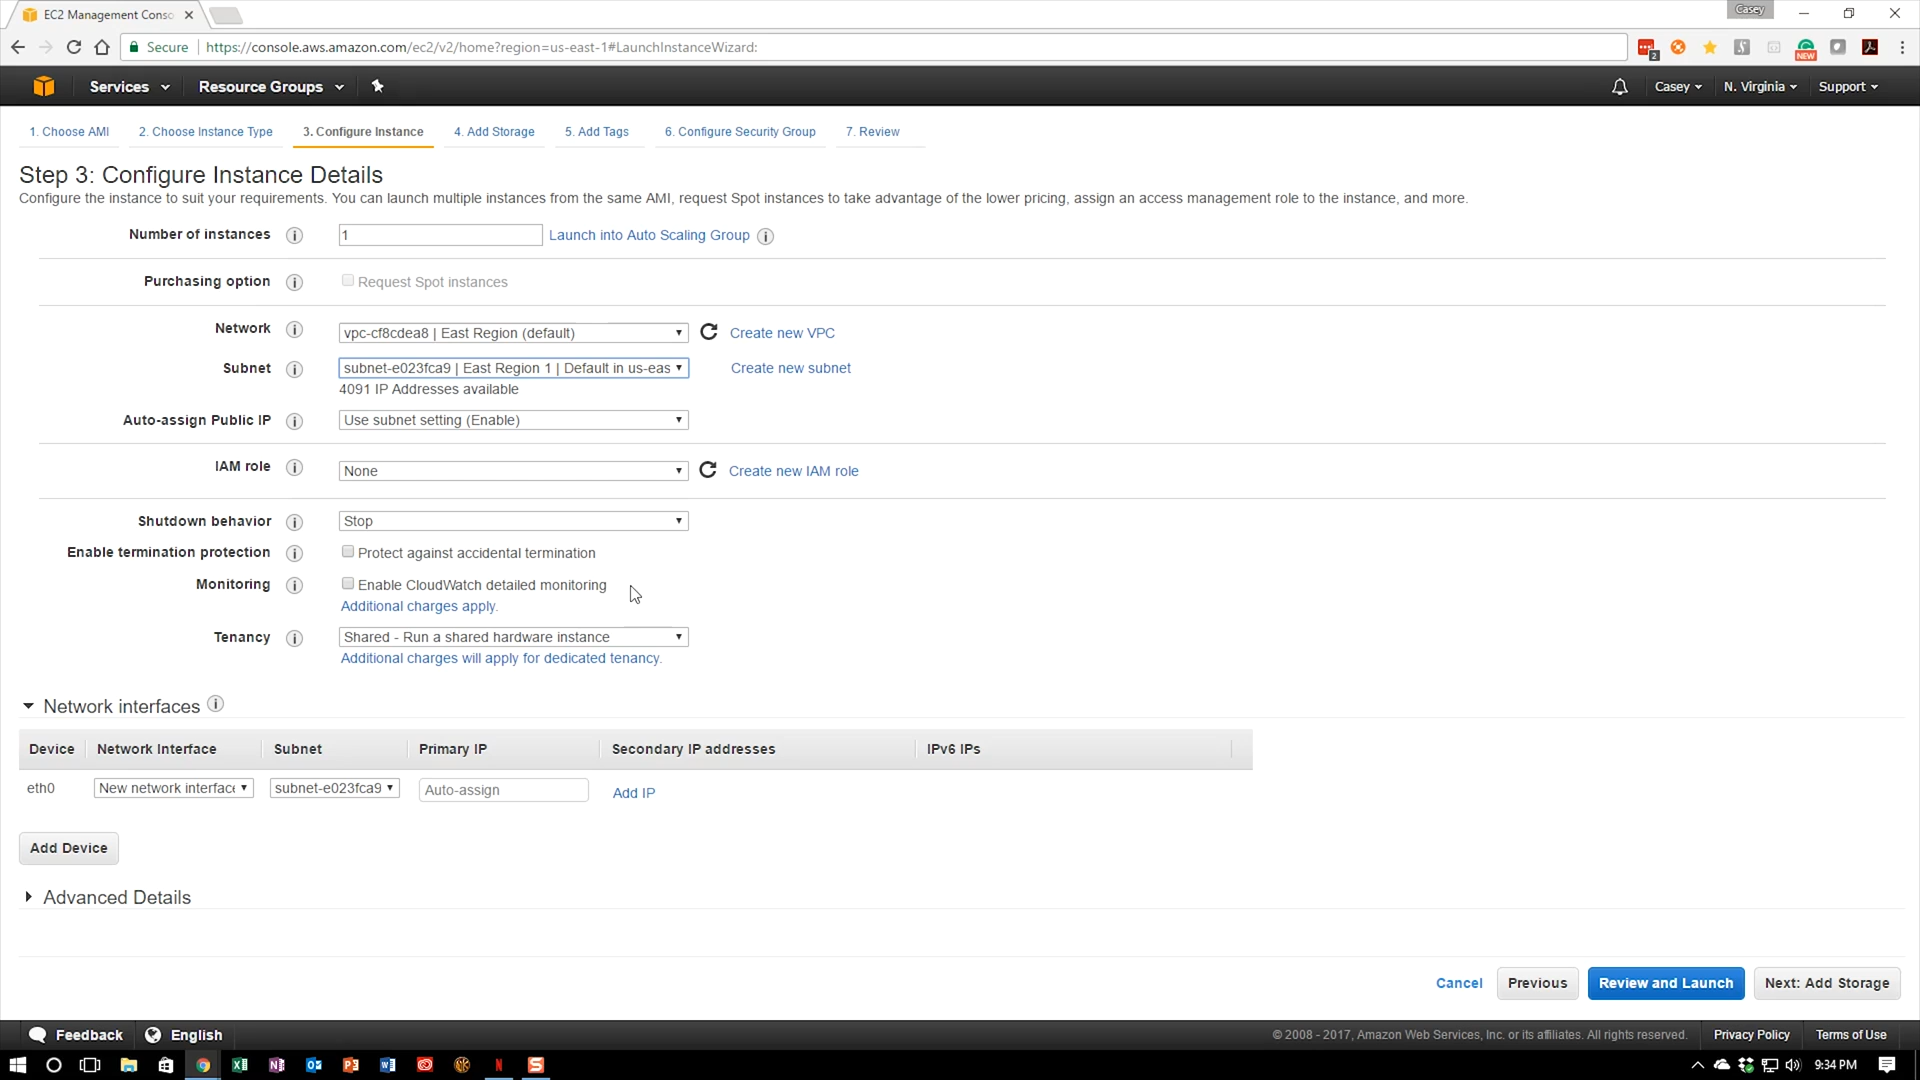 EC2 Management Conso
Casey
Secure
https://console.aws.amazon.com/ec2/v2/home?region=us-east-1#LaunchInstanceWizard:
2
NEW
Services
Resource Groups
Casey
N. Virginia
Support
1. Choose AMI
2. Choose Instance Type
3. Configure Instance
4. Add Storage
5. Add Tags
6. Configure Security Group
7. Review
Step 3: Configure Instance Details
Configure the instance to suit your requirements. You can launch multiple instances from the same AMI, request Spot instances to take advantage of the lower pricing, assign an access management role to the instance, and more.
Number of instances
1
Launch into Auto Scaling Group
Purchasing option
Request Spot instances
Network
vpc-cf8cdea8 | East Region (default)
Create new VPC
Subnet
subnet-e023fca9 | East Region 1 | Default in us-eas
Create new subnet
4091 IP Addresses available
Auto-assign Public IP
Use subnet setting (Enable)
IAM role
None
Create new IAM role
Shutdown behavior
Stop
Enable termination protection
Protect against accidental termination
Monitoring
Enable CloudWatch detailed monitoring
Additional charges apply.
Tenancy
Shared - Run a shared hardware instance
Additional charges will apply for dedicated tenancy.
Network interfaces
Device
Network Interface
Subnet
Primary IP
Secondary IP addresses
IPv6 IPs
eth0
New network interface
subnet-e023fca9
Auto-assign
Add IP
Add Device
Advanced Details
Cancel
Previous
Review and Launch
Next: Add Storage
Feedback
English
© 2008 - 2017, Amazon Web Services, Inc. or its affiliates. All rights reserved.
Privacy Policy
Terms of Use
9:34 PM